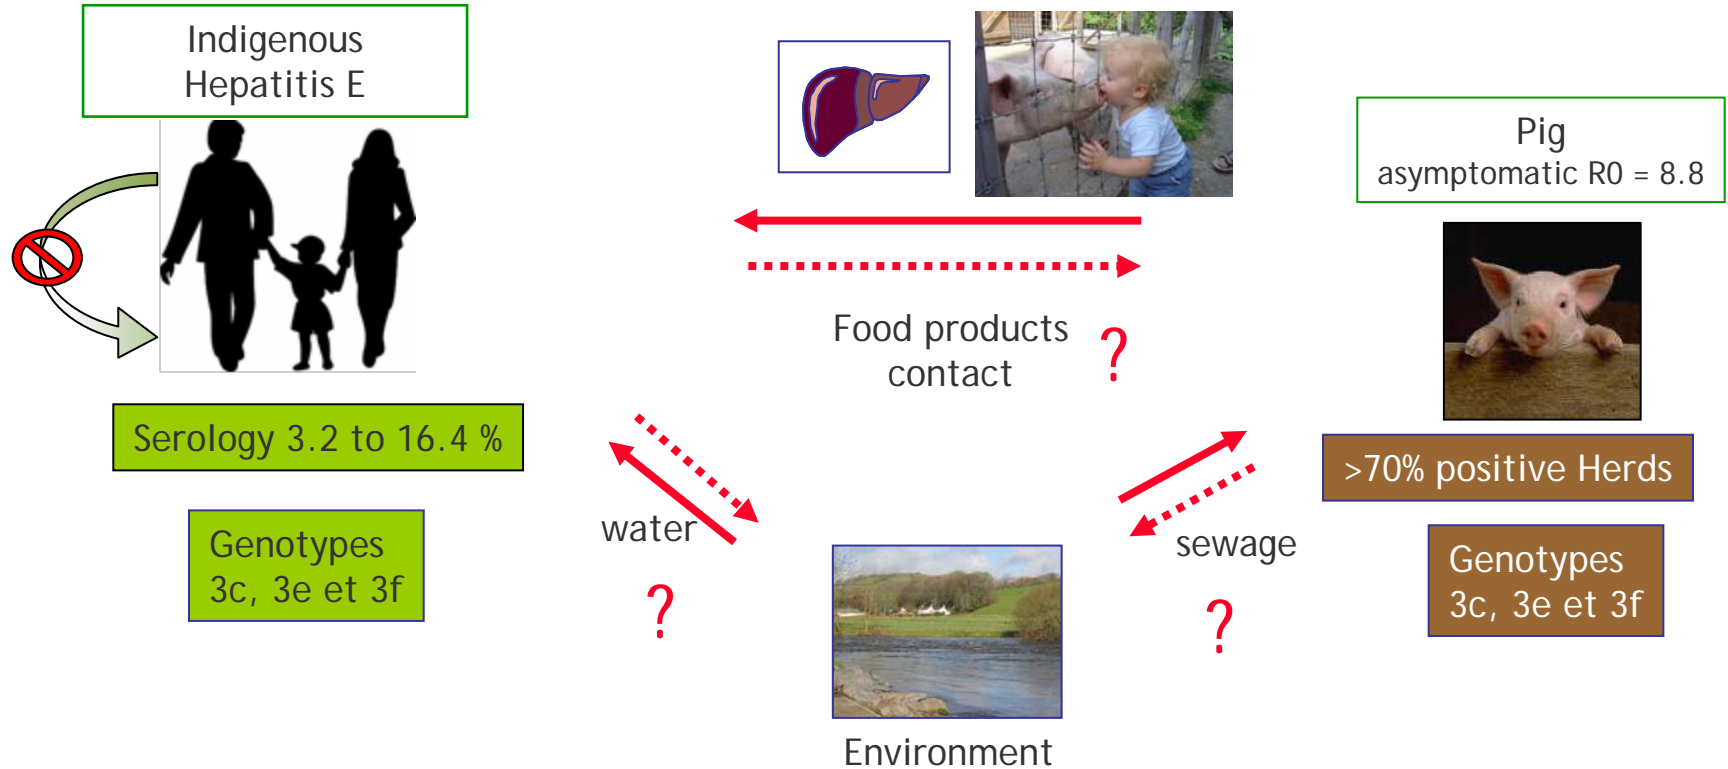 Indigenous
Hepatitis E
Pig
asymptomatic R0 = 8.8
Food products
contact
?
Serology 3.2 to 16.4 %
>70% positive Herds
Genotypes
3c, 3e et 3f
water
?
sewage
?
Genotypes
3c, 3e et 3f
Environment